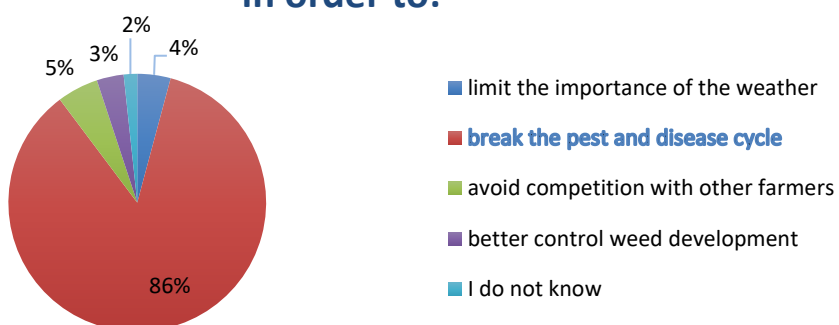 in order to:
2%
4%
3%
5%
86%
limit the importance of the weather
break the pest and disease cycle
avoid competition with other farmers
better control weed development
I do not know